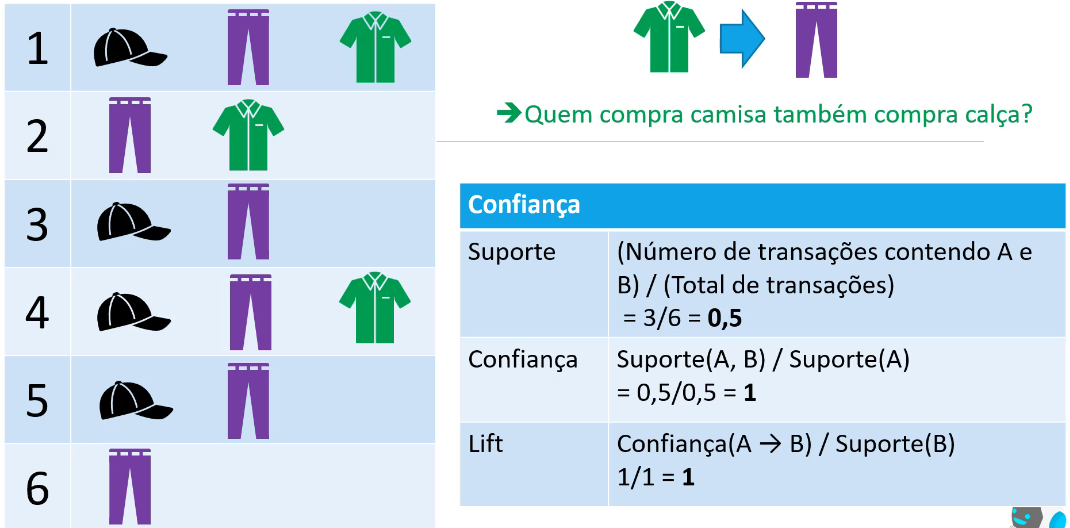 1
2
3
4
5
6
➔Quem compra camisa também compra calça?
Confiança
Suporte
(Número de transações contendo A e
B) / (Total de transações)
= 3/6 = 0,5
Confiança
Suporte(A, B) / Suporte(A)
= 0,5/0,5 = 1
Lift
Confiança(A → B) / Suporte(B)
1/1 = 1